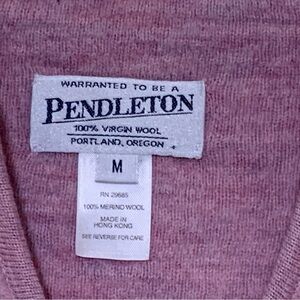 WARRANTED TO BE A
PENDLETON
100% VIRGIN WOOL
PORTLAND, OREGON
M
RN 29685
100% MERINO WOOL
MADE IN
HONG KONG
SEE REVERSE FOR CARE